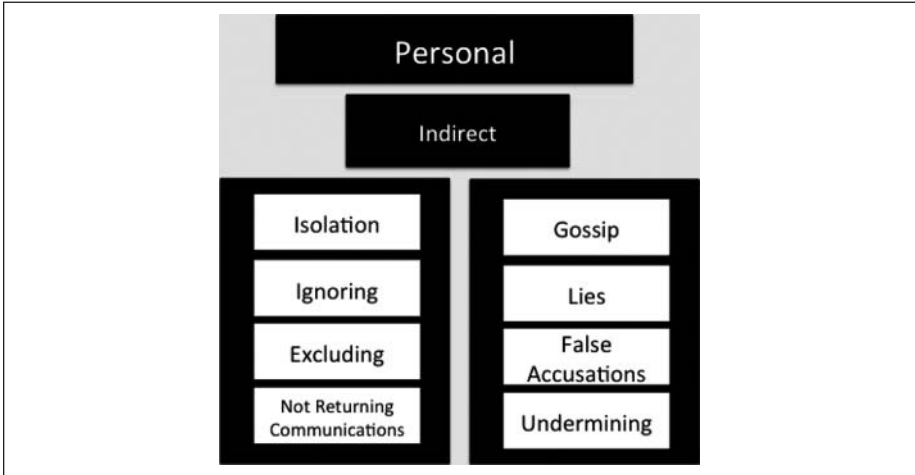 Personal
Indirect
Isolation
Ignoring
Excluding
Not Returning
Communications
Gossip
Lies
False
Accusations
Undermining